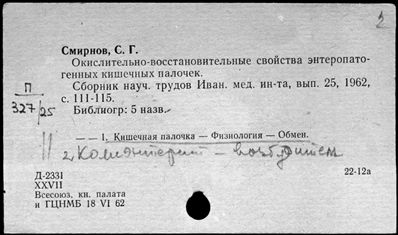 2
Смирнов, С. Г.
Окислительно-восстановительные свойства энтеропато-
генных кишечных палочек.
Сборник науч. трудов Иван. мед. ин-та, вып. 25, 1962,
с. 111-115.
Библиогр: 5 назв.
П
327/25
— — 1. Кишечная палочка — Физиология — Обмен.
2. Колиэнтерит — возбудители
Д-2331
22-12а
XXVII
Всесоюз. кн. палата
и ГЦНМБ 18 VI 62